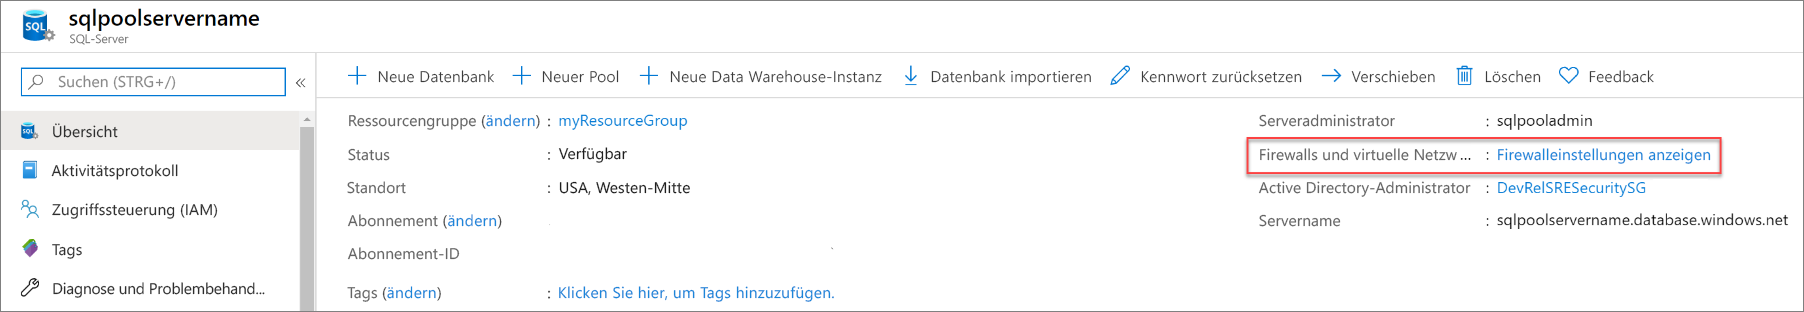 SQL
sqlpoolservername
SQL-Server
Suchen (STRG+/)
«
Übersicht
Aktivitätsprotokoll
Zugriffssteuerung (IAM)
Tags
Diagnose und Problembehand...
Neue Datenbank
Neuer Pool
Neue Data Warehouse-Instanz
Datenbank importieren
Kennwort zurücksetzen
Verschieben
Löschen
Feedback
Ressourcengruppe (ändern) : myResourceGroup
Status : Verfügbar
Standort : USA, Westen-Mitte
Abonnement (ändern)
Abonnement-ID
Tags (ändern) : Klicken Sie hier, um Tags hinzuzufügen.
Serveradministrator : sqlpooladmin
Firewalls und virtuelle Netzw ... : Firewalleinstellungen anzeigen
Active Directory-Administrator : DevRelSRESecuritySG
Servername : sqlpoolservername.database.windows.net